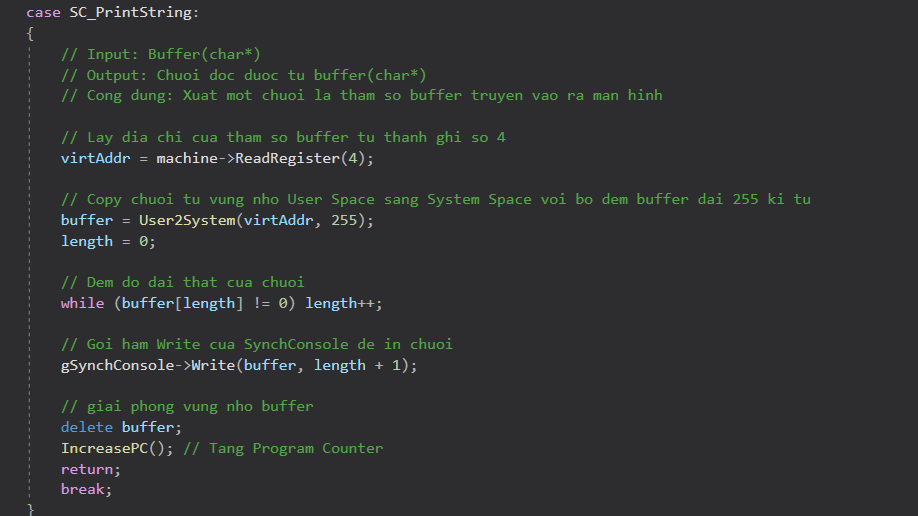 case SC_PrintString:
{
// Input: Buffer(char*)
// Output: Chuoi doc duoc tu buffer(char*)
// Cong dung: Xuat mot chuoi la tham so buffer truyen vao ra man hinh
// Lay dia chi cua tham so buffer tu thanh ghi so 4
virtAddr = machine->ReadRegister(4);
// Copy chuoi tu vung nho User Space sang System Space voi bo dem buffer dai 255 ki tu
buffer = User2System(virtAddr, 255);
length = 0;
// Dem do dai that cua chuoi
while (buffer[length] != 0) length++;
// Goi ham Write cua SynchConsole de in chuoi
gSynchConsole->Write(buffer, length + 1);
// giai phong vung nho buffer
delete buffer;
IncreasePC(); // Tang Program Counter
return;
break;
}